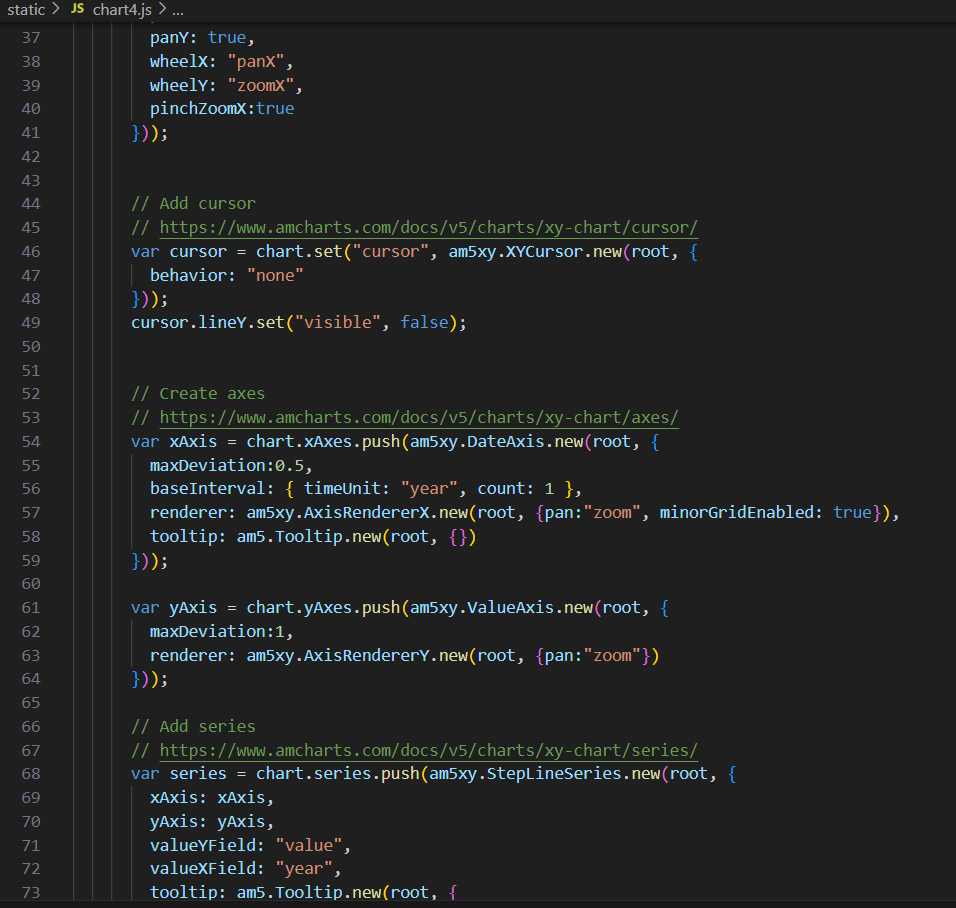 static > JS chart4.js > ...
37 panY: true,
38 wheelX: "panX",
39 wheelY: "zoomX",
40 pinchZoomX:true
41 }));
42
43
44 // Add cursor
45 // https://www.amcharts.com/docs/v5/charts/xy-chart/cursor/
46 var cursor = chart.set("cursor", am5xy.XYCursor.new(root, {
47 behavior: "none"
48 }));
49 cursor.lineY.set("visible", false);
50
51
52 // Create axes
53 // https://www.amcharts.com/docs/v5/charts/xy-chart/axes/
54 var xAxis = chart.xAxes.push(am5xy.DateAxis.new(root, {
55 maxDeviation:0.5,
56 baseInterval: { timeUnit: "year", count: 1 },
57 renderer: am5xy.AxisRendererX.new(root, {pan:"zoom", minorGridEnabled: true}),
58 tooltip: am5.Tooltip.new(root, {})
59 }));
60
61 var yAxis = chart.yAxes.push(am5xy.ValueAxis.new(root, {
62 maxDeviation:1,
63 renderer: am5xy.AxisRendererY.new(root, {pan:"zoom"})
64 }));
65
66 // Add series
67 // https://www.amcharts.com/docs/v5/charts/xy-chart/series/
68 var series = chart.series.push(am5xy.StepLineSeries.new(root, {
69 xAxis: xAxis,
70 yAxis: yAxis,
71 valueYField: "value",
72 valueXField: "year",
73 tooltip: am5.Tooltip.new(root, {